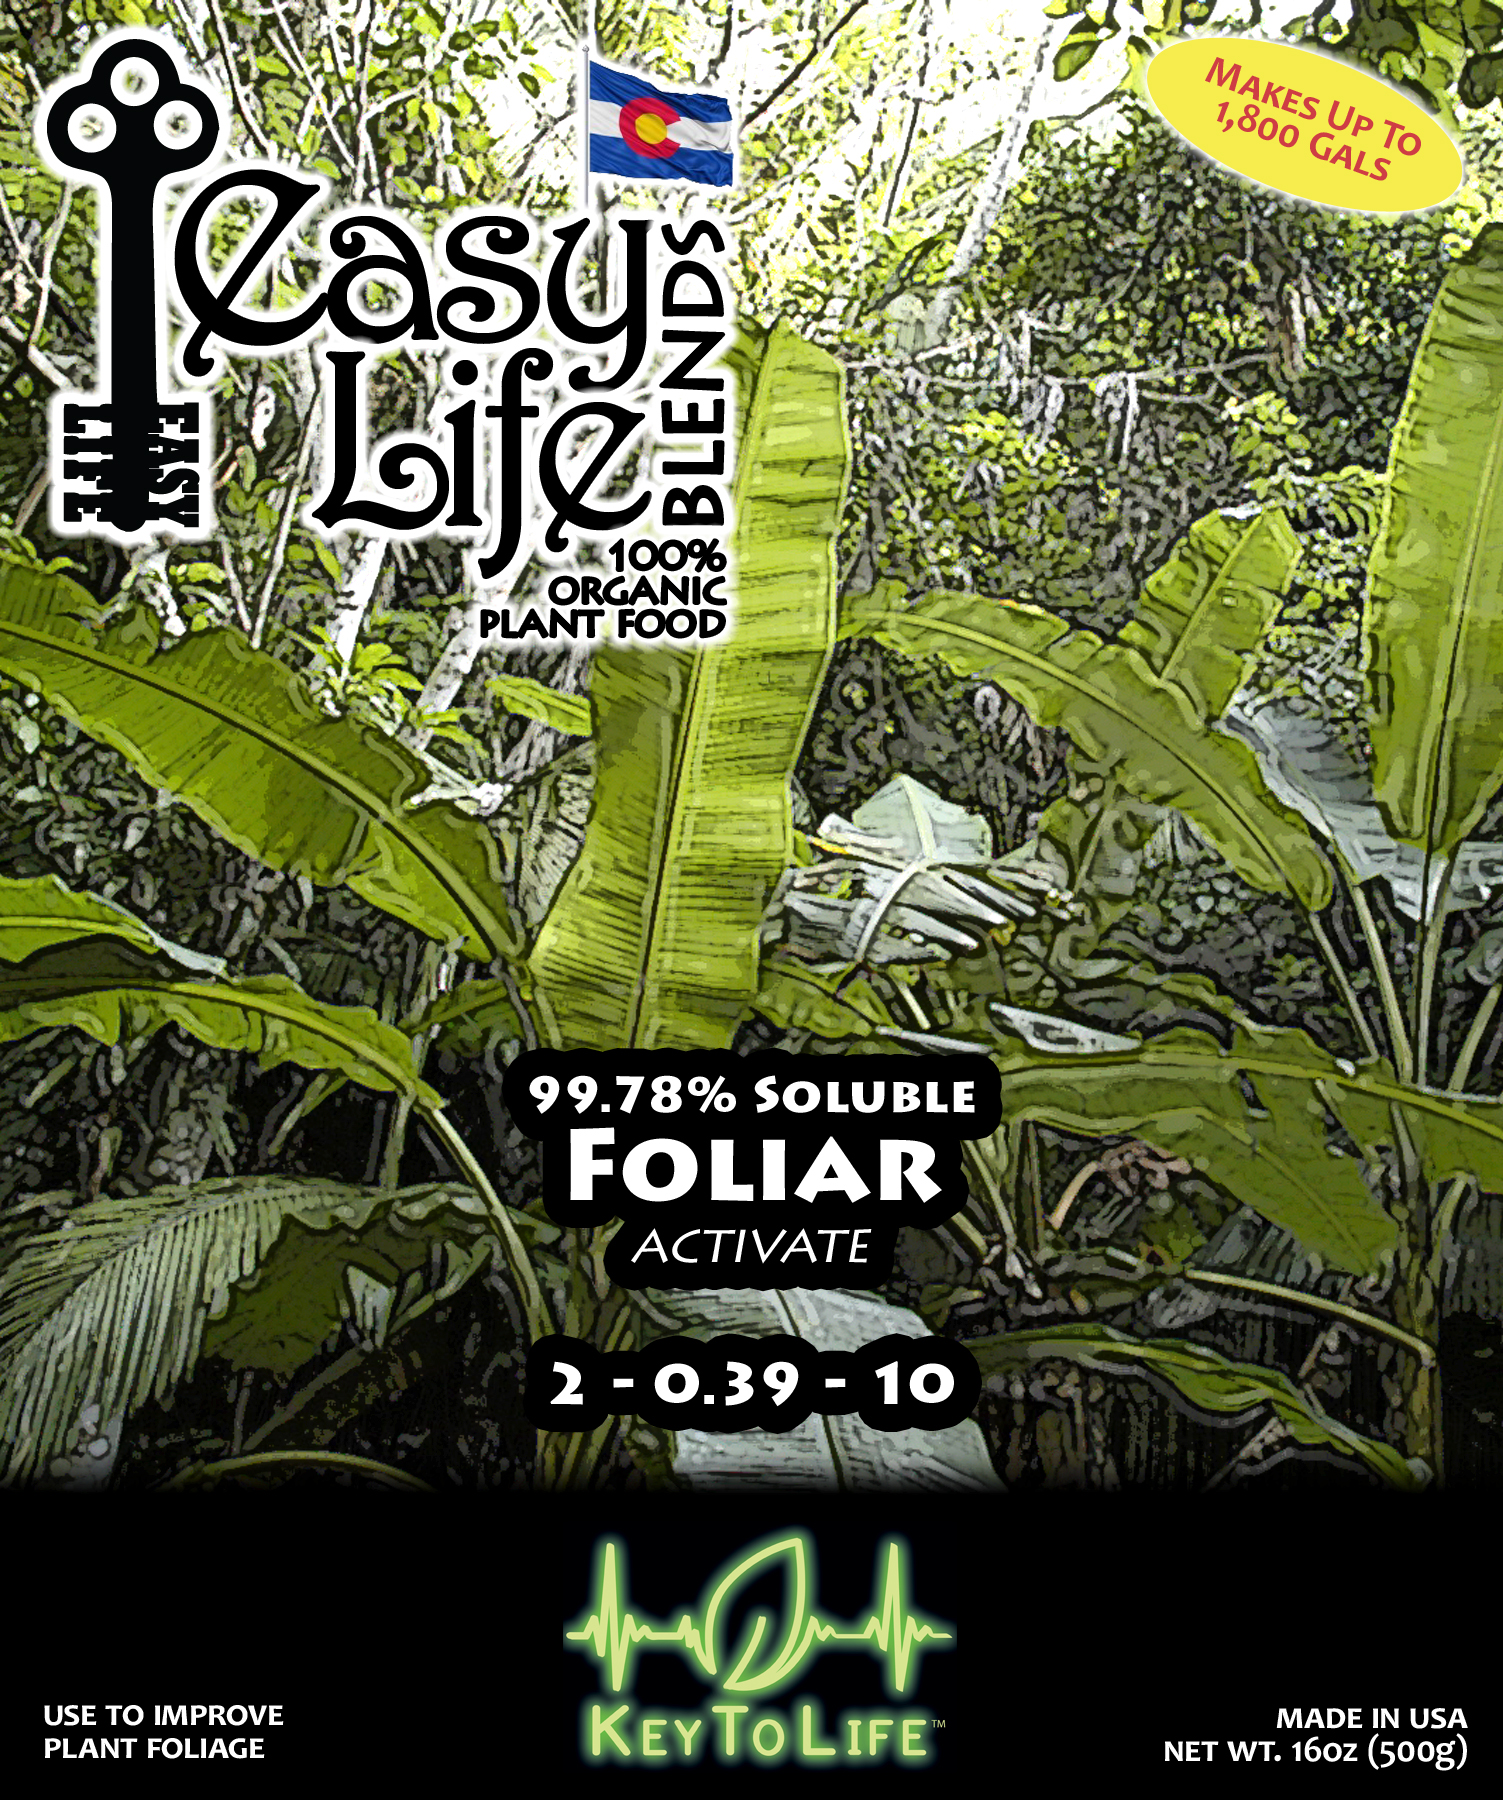 Makes Up To
1,800 Gals
Easy
Life
BLENDS
LIFE
EASY
100%
ORGANIC
PLANT FOOD
99.78% Soluble
Foliar
ACTIVATE
2 - 0.39 - 10
KeyToLife™
USE TO IMPROVE
PLANT FOLIAGE
MADE IN USA
NET WT. 16oz (500g)